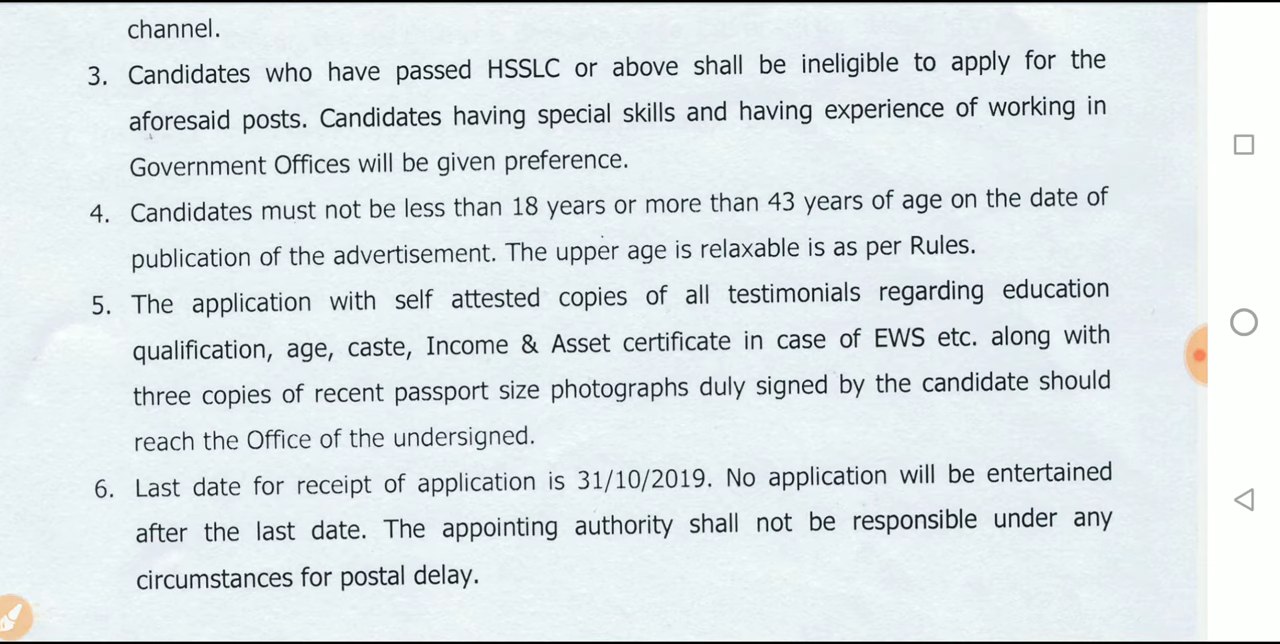 channel.
3. Candidates who have passed HSSLC or above shall be ineligible to apply for the
aforesaid posts. Candidates having special skills and having experience of working in
Government Offices will be given preference.
4. Candidates must not be less than 18 years or more than 43 years of age on the date of
publication of the advertisement. The upper age is relaxable is as per Rules.
5. The application with self attested copies of all testimonials regarding education
qualification, age, caste, Income & Asset certificate in case of EWS etc. along with
three copies of recent passport size photographs duly signed by the candidate should
reach the Office of the undersigned.
6. Last date for receipt of application is 31/10/2019. No application will be entertained
after the last date. The appointing authority shall not be responsible under any
circumstances for postal delay.